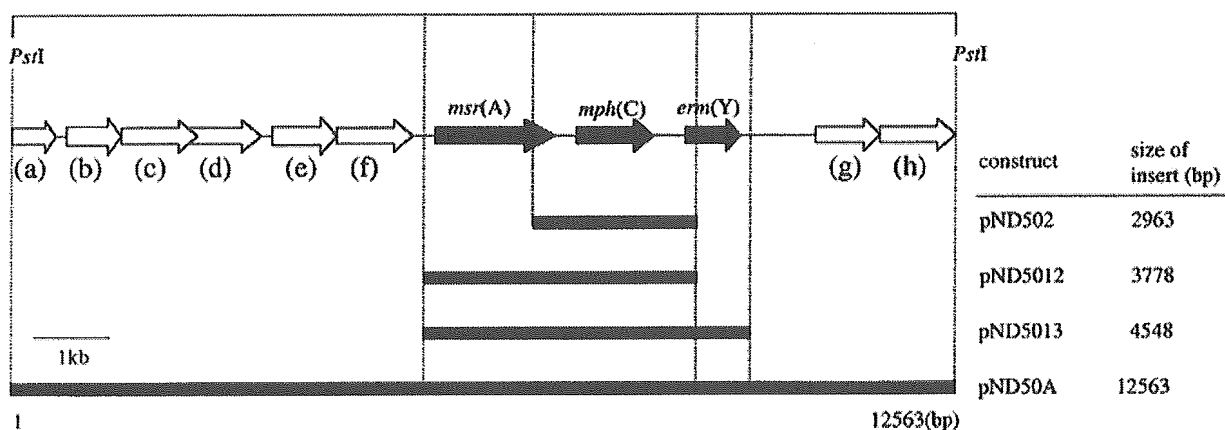 PstI PstI
msr(A) mph(C) erm(Y)
(a) (b) (c) (d) (e) (f) (g) (h)
construct size of insert (bp)
pND502 2963
pND5012 3778
pND5013 4548
1kb
pND50A 12563
1 12563(bp)